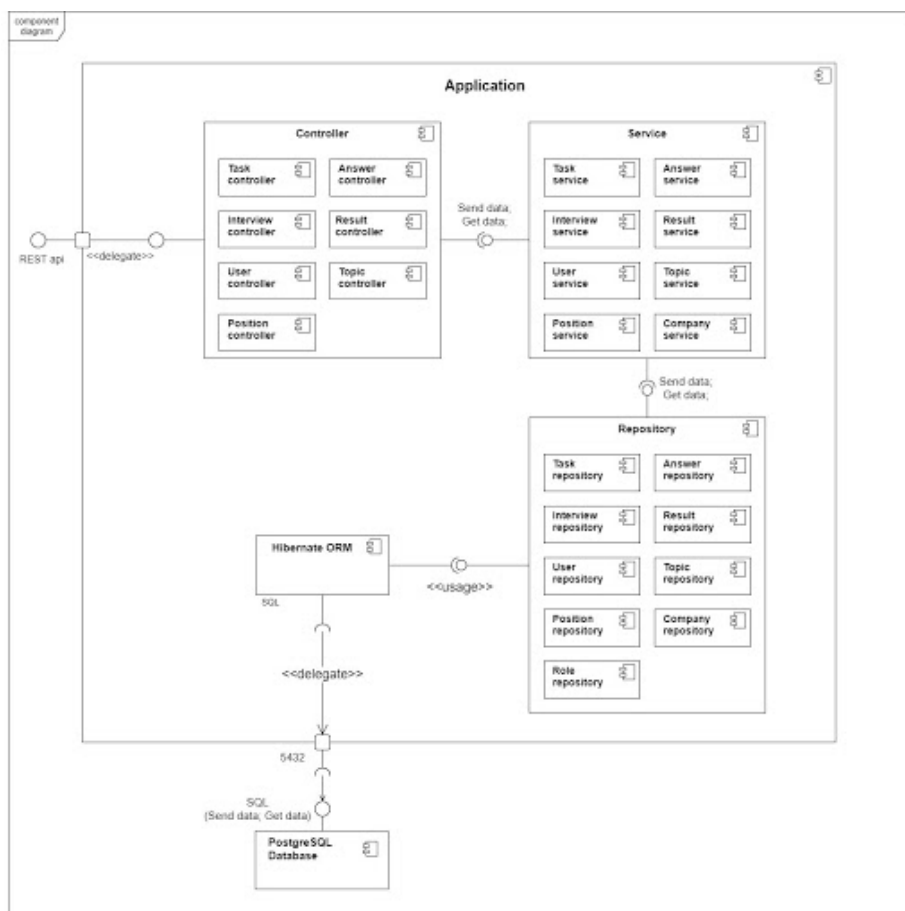 component
diagram
Application
Controller
Task
controller
Answer
controller
Interview
controller
Result
controller
User
controller
Topic
controller
Position
controller
Send data;
Get data;
Service
Task
service
Answer
service
Interview
service
Result
service
User
service
Topic
service
Position
service
Company
service
REST api
<<delegate>>
Send data;
Get data;
Repository
Task
repository
Answer
repository
Interview
repository
Result
repository
User
repository
Topic
repository
Position
repository
Company
repository
Role
repository
Hibernate ORM
SQL
<<usage>>
<<delegate>>
5432
SQL
(Send data; Get data)
PostgreSQL
Database